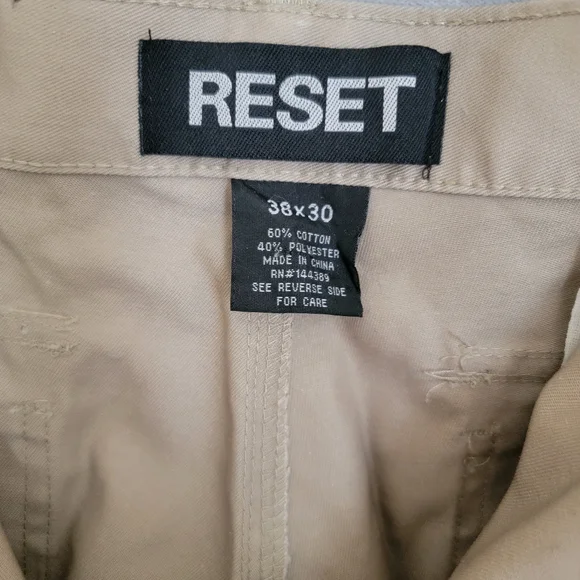 RESET
38x30
60% COTTON
40% POLYESTER
MADE IN CHINA
RN#144389
SEE REVERSE SIDE
FOR CARE